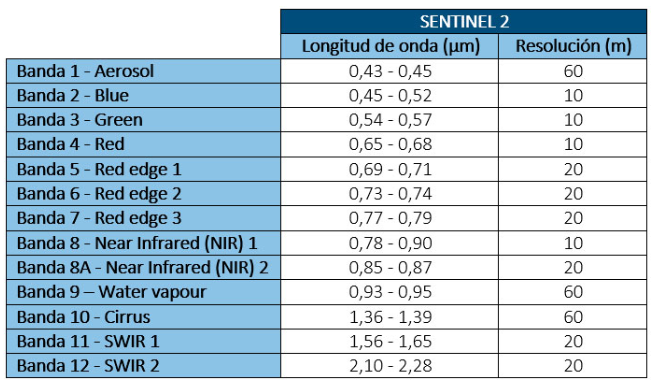 SENTINEL 2
Longitud de onda (µm) Resolución (m)
Banda 1 - Aerosol 0,43 - 0,45 60
Banda 2 - Blue 0,45 - 0,52 10
Banda 3 - Green 0,54 - 0,57 10
Banda 4 - Red 0,65 - 0,68 10
Banda 5 - Red edge 1 0,69 - 0,71 20
Banda 6 - Red edge 2 0,73 - 0,74 20
Banda 7 - Red edge 3 0,77 - 0,79 20
Banda 8 - Near Infrared (NIR) 1 0,78 - 0,90 10
Banda 8A - Near Infrared (NIR) 2 0,85 - 0,87 20
Banda 9 – Water vapour 0,93 - 0,95 60
Banda 10 - Cirrus 1,36 - 1,39 60
Banda 11 - SWIR 1 1,56 - 1,65 20
Banda 12 - SWIR 2 2,10 - 2,28 20